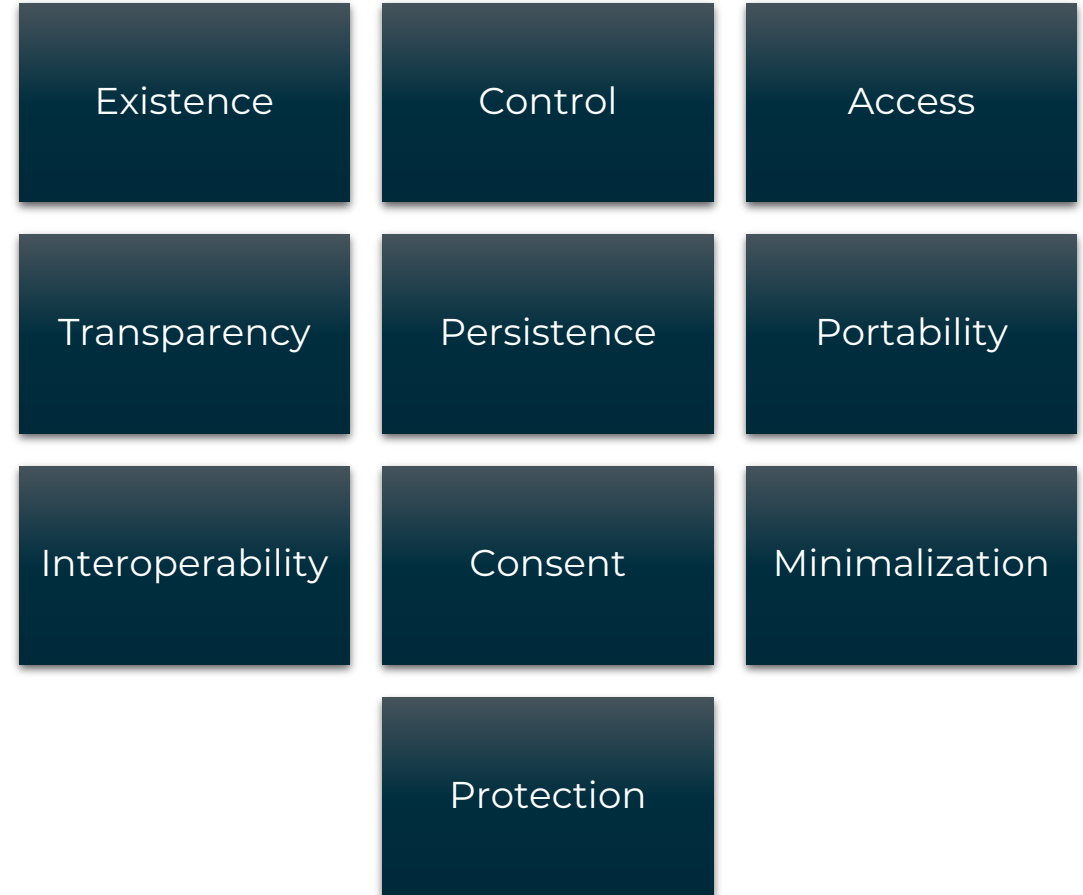 Existence
Control
Access
Transparency
Persistence
Portability
Interoperability
Consent
Minimalization
Protection